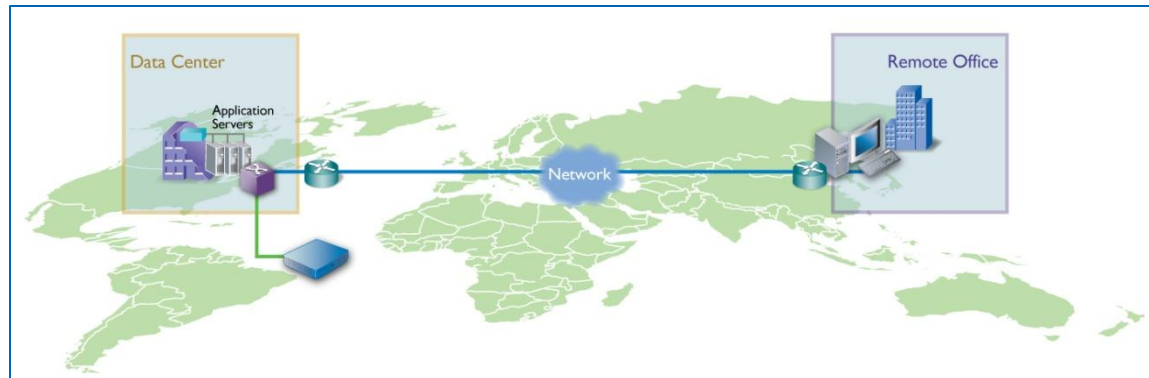 Data Center
Application
Servers
Network
Remote Office